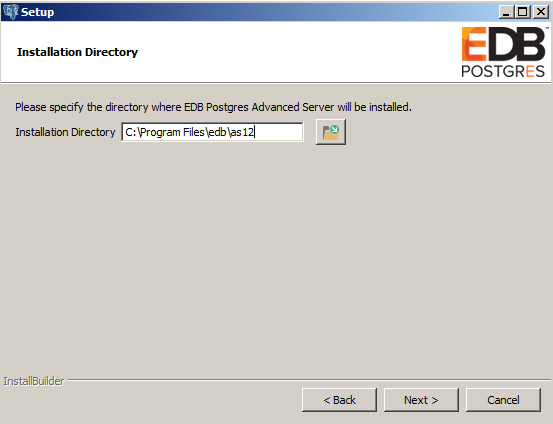 Setup
Installation Directory
EDB
POSTGRES
Please specify the directory where EDB Postgres Advanced Server will be installed.
Installation Directory C:\Program Files\edb\as12
InstallBuilder
< Back Next > Cancel